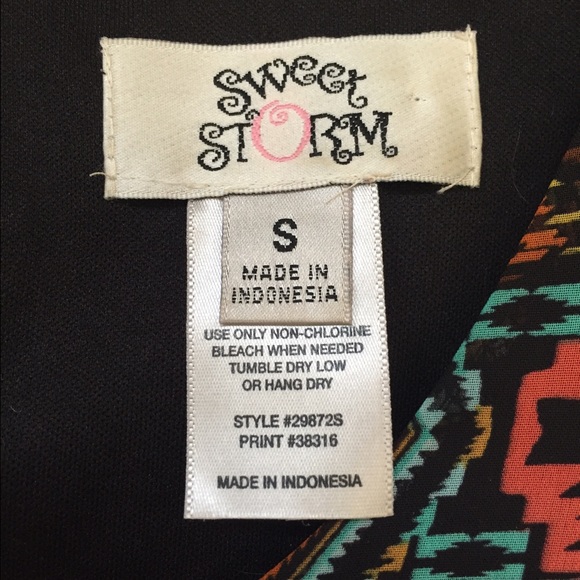 Sweet
STORM
S
MADE IN
INDONESIA
USE ONLY NON-CHLORINE
BLEACH WHEN NEEDED
TUMBLE DRY LOW
OR HANG DRY
STYLE #29872S
PRINT #38316
MADE IN INDONESIA